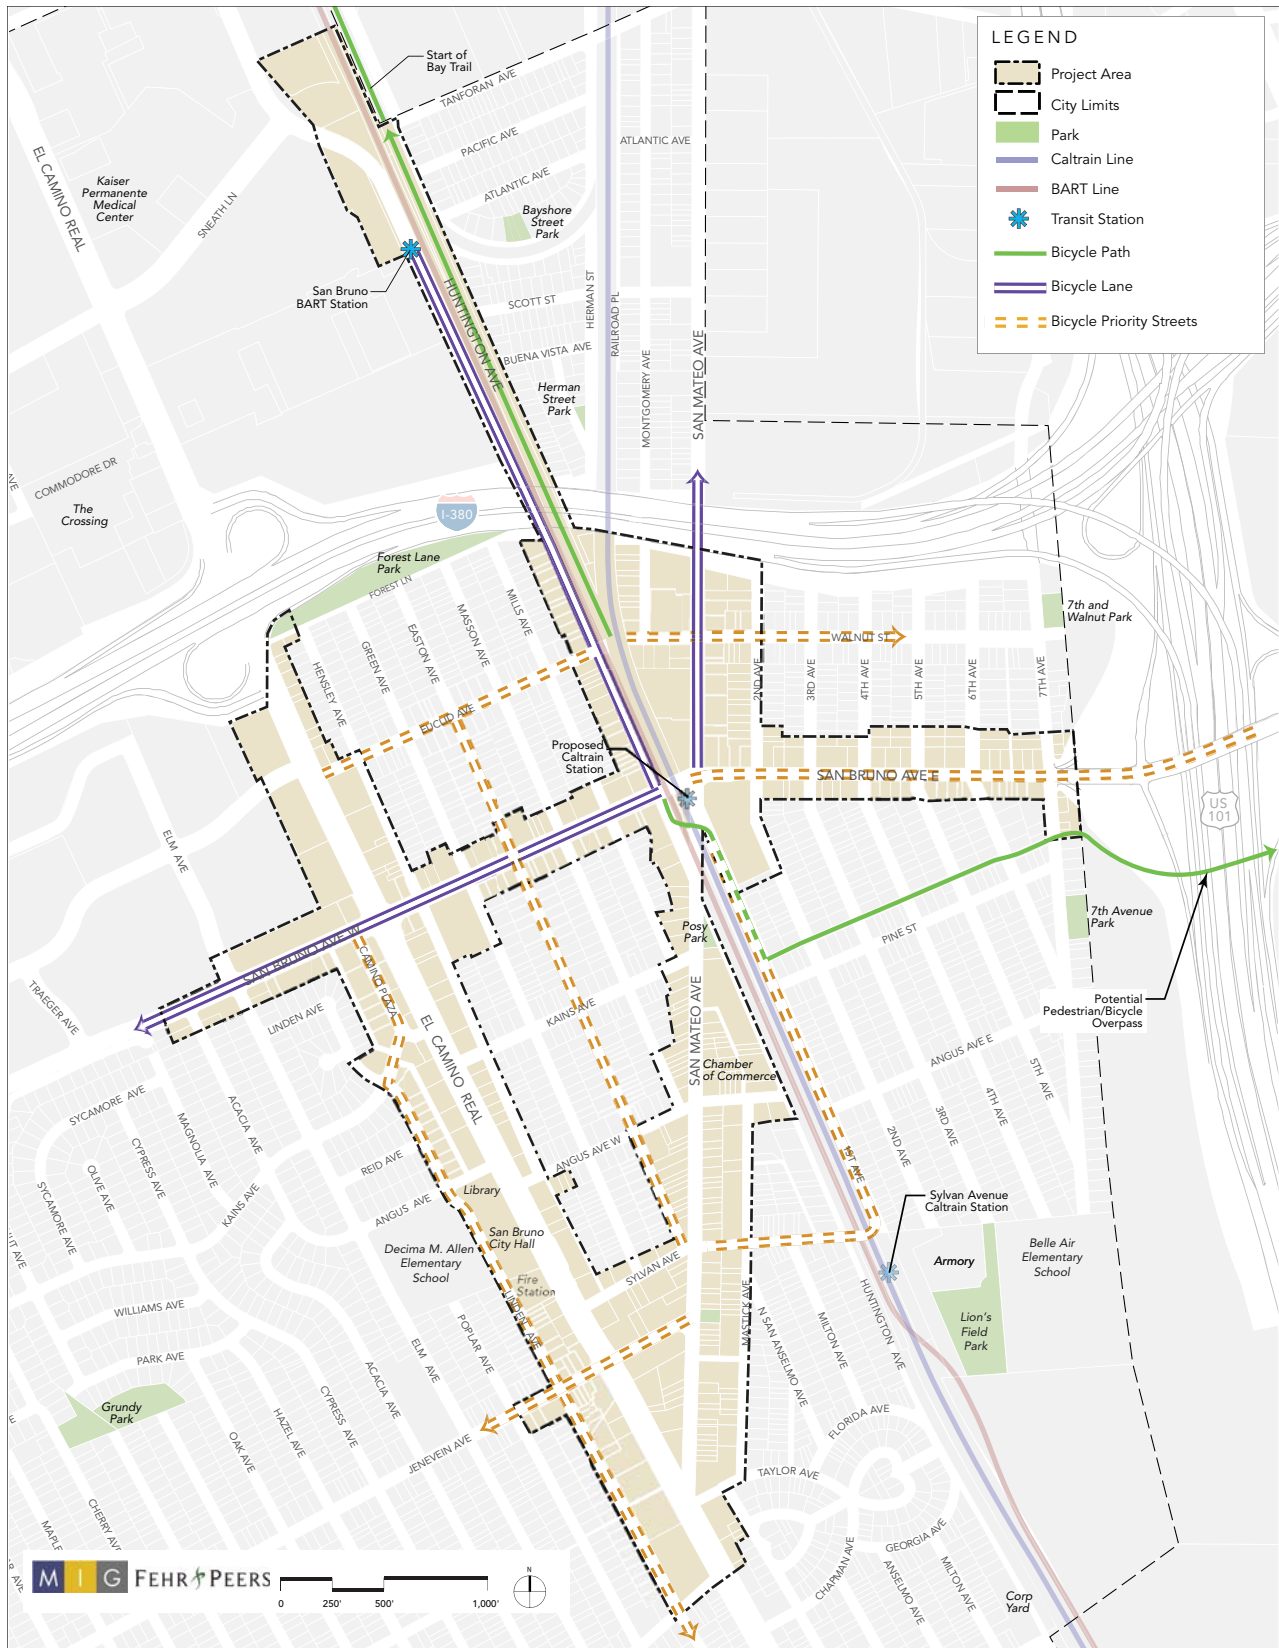 LEGEND
Project Area
City Limits
Park
Caltrain Line
BART Line
Transit Station
Bicycle Path
Bicycle Lane
Bicycle Priority Streets
Start of
Bay Trail
TANFORAN AVE
PACIFIC AVE
ATLANTIC AVE
ATLANTIC AVE
EL CAMINO REAL
Kaiser
Permanente
Medical
Center
SNEATH LN
Bayshore
Street
Park
San Bruno
BART Station
HUNTINGTON AVE
SCOTT ST
HERMAN ST
RAILROAD PL
BUENA VISTA AVE
MONTGOMERY AVE
SAN MATEO AVE
Herman
Street
Park
COMMODORE DR
AVE
The
Crossing
I-380
Forest Lane
Park
FOREST LN
MILLS AVE
MASSON AVE
EASTON AVE
GREEN AVE
HENSLEY AVE
EUCLID AVE
7th and
Walnut Park
WALNUT ST
2ND AVE
3RD AVE
4TH AVE
5TH AVE
6TH AVE
7TH AVE
Proposed
Caltrain
Station
SAN BRUNO AVE E
US
101
ELM AVE
7th Avenue
Park
Posy
Park
PINE ST
SAN BRUNO AVE W
CAMINO PLAZA
TRAEGER AVE
LINDEN AVE
KAINS AVE
Potential
Pedestrian/Bicycle
Overpass
EL CAMINO REAL
SAN MATEO AVE
Chamber
of Commerce
ANGUS AVE E
5TH AVE
4TH AVE
3RD AVE
2ND AVE
1ST AVE
SYCAMORE AVE
ACACIA AVE
MAGNOLIA AVE
CYPRESS AVE
OLIVE AVE
SYCAMORE AVE
KAINS AVE
REID AVE
ANGUS AVE
ANGUS AVE W
Library
San Bruno
City Hall
Decima M. Allen
Elementary
School
Fire
Station
SYLVAN AVE
Sylvan Avenue
Caltrain Station
Armory
Belle Air
Elementary
School
Lion's
Field
Park
LINDEN AVE
MASTICK AVE
N SAN ANSELMO AVE
MILTON AVE
HUNTINGTON AVE
WILLIAMS AVE
PARK AVE
POPLAR AVE
ELM AVE
ACACIA AVE
CYPRESS AVE
HAZEL AVE
OAK AVE
Grundy
Park
JENEVEIN AVE
FLORIDA AVE
TAYLOR AVE
GEORGIA AVE
CHAPMAN AVE
ANSELMO AVE
MILTON AVE
CHERRY AVE
MAPLE
Corp
Yard
M I G FEHR PEERS
0 250' 500' 1,000'
N